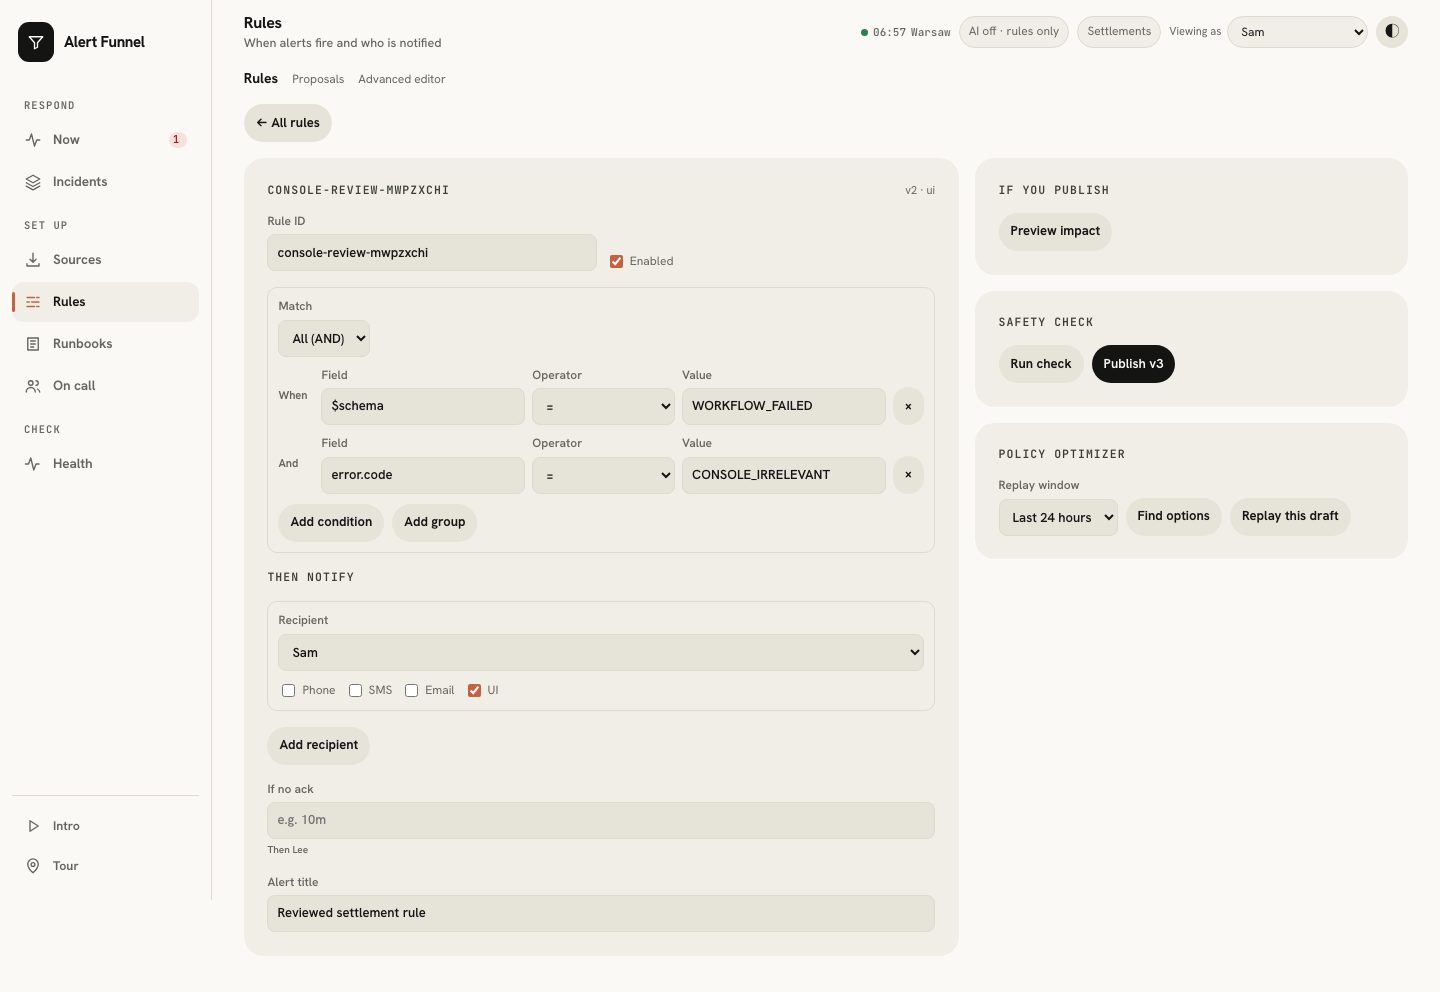 Alert Funnel
RESPOND
Now 1
Incidents
SET UP
Sources
Rules
Runbooks
On call
CHECK
Health
Intro
Tour
Rules
When alerts fire and who is notified
06:57 Warsaw
AI off · rules only
Settlements
Viewing as
Sam
Rules Proposals Advanced editor
← All rules
CONSOLE-REVIEW-MWPZXCHI
v2 · ui
Rule ID
console-review-mwpzxchi
Enabled
Match
All (AND)
Field Operator Value
When $schema = WORKFLOW_FAILED ×
Field Operator Value
And error.code = CONSOLE_IRRELEVANT ×
Add condition Add group
THEN NOTIFY
Recipient
Sam
Phone SMS Email UI
Add recipient
If no ack
e.g. 10m
Then Lee
Alert title
Reviewed settlement rule
IF YOU PUBLISH
Preview impact
SAFETY CHECK
Run check Publish v3
POLICY OPTIMIZER
Replay window
Last 24 hours Find options Replay this draft